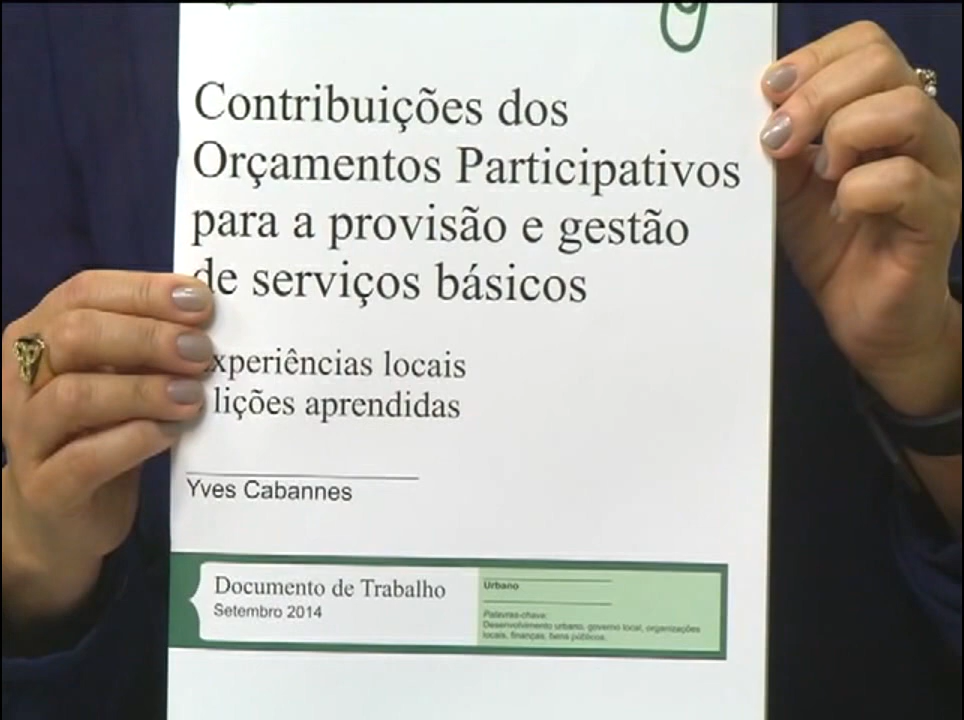 Contribuições dos
Orçamentos Participativos
para a provisão e gestão
de serviços básicos
xperiências locais
lições aprendidas
Yves Cabannes
Documento de Trabalho
Setembro 2014
Urbano
Palavras-chave:
Desenvolvimento urbano, governo local, organizações
locais, finanças, bens públicos.